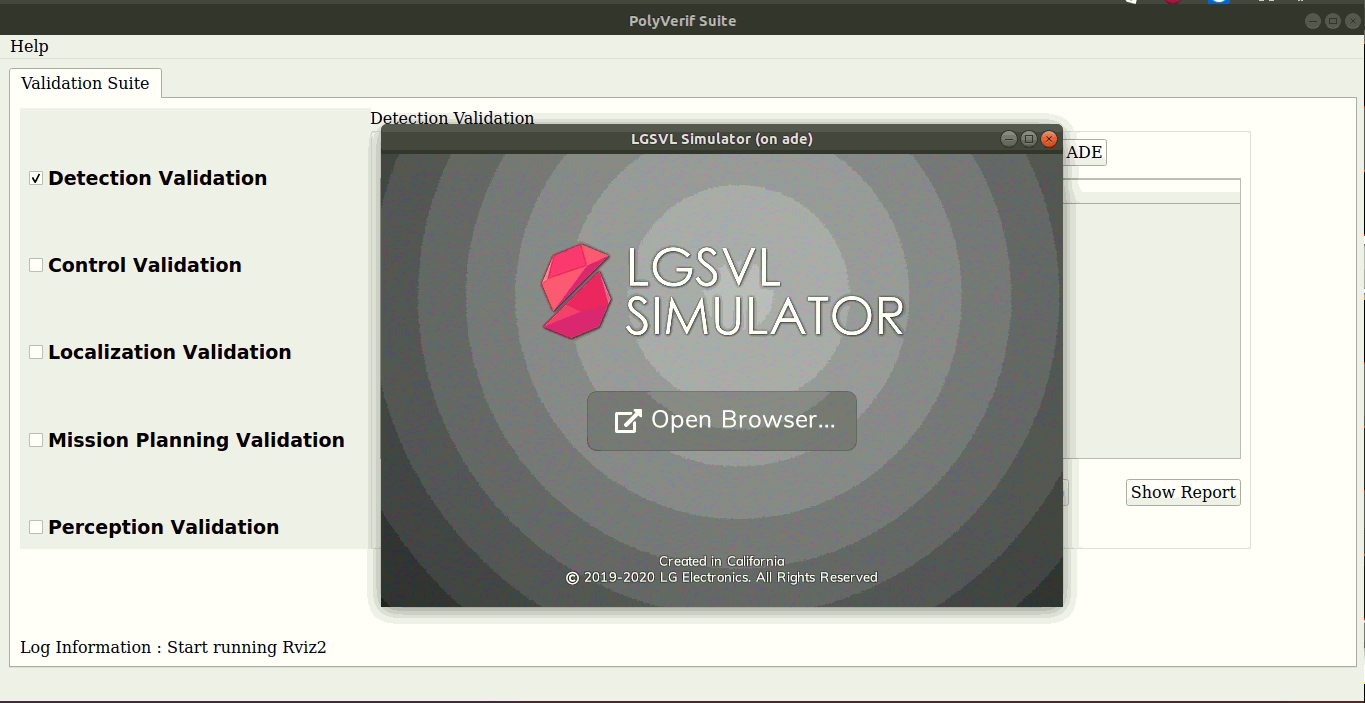 PolyVerif Suite
Help
Validation Suite
Detection Validation
LGSVL Simulator (on ade)
ADE
Detection Validation
Control Validation
Localization Validation
Mission Planning Validation
Perception Validation
LGSVL
SIMULATOR
Open Browser...
Show Report
Created in California
© 2019-2020 LG Electronics. All Rights Reserved
Log Information : Start running Rviz2